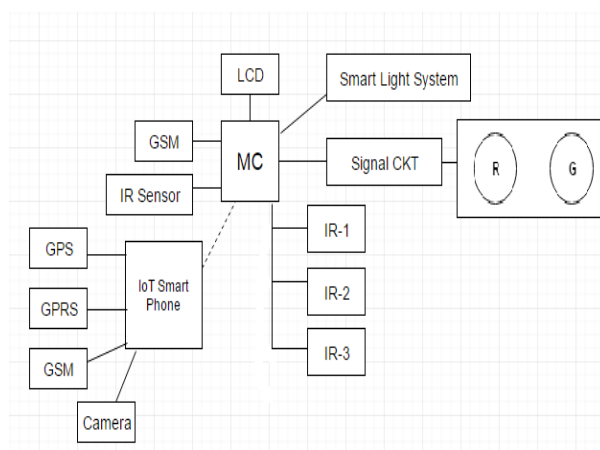 LCD
Smart Light System
GSM
MC
Signal CKT
R
G
IR Sensor
IR-1
GPS
IoT Smart
Phone
IR-2
GPRS
IR-3
GSM
Camera